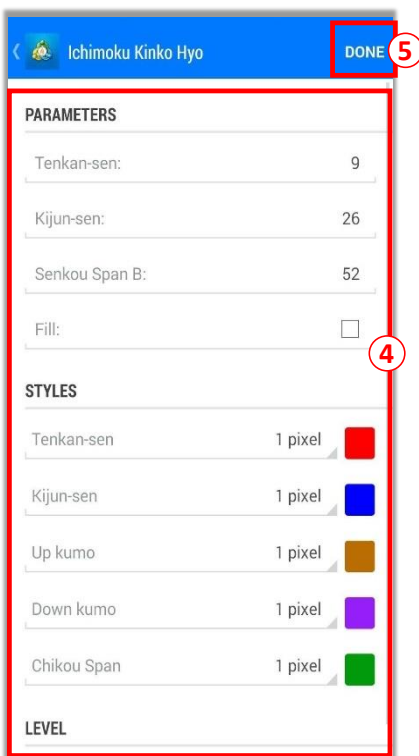 Ichimoku Kinko Hyo DONE ⑤
PARAMETERS
Tenkan-sen: 9
Kijun-sen: 26
Senkou Span B: 52
Fill:
④
STYLES
Tenkan-sen 1 pixel
Kijun-sen 1 pixel
Up kumo 1 pixel
Down kumo 1 pixel
Chikou Span 1 pixel
LEVEL